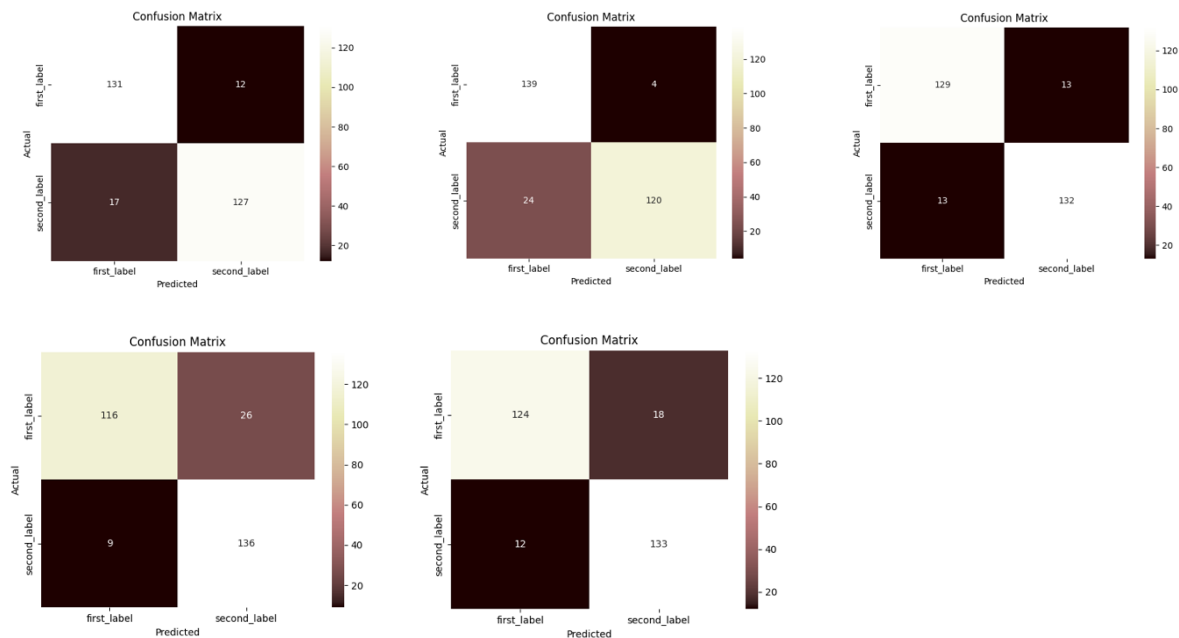 Confusion Matrix
120
100
80
60
40
20
131
12
17
127
first_label
second_label
Actual
first_label
second_label
Predicted
Confusion Matrix
120
100
80
60
40
20
139
4
24
120
first_label
second_label
Actual
first_label
second_label
Predicted
Confusion Matrix
120
100
80
60
40
20
129
13
13
132
first_label
second_label
Actual
first_label
second_label
Predicted
Confusion Matrix
120
100
80
60
40
20
116
26
9
136
first_label
second_label
Actual
first_label
second_label
Predicted
Confusion Matrix
120
100
80
60
40
20
124
18
12
133
first_label
second_label
Actual
first_label
second_label
Predicted